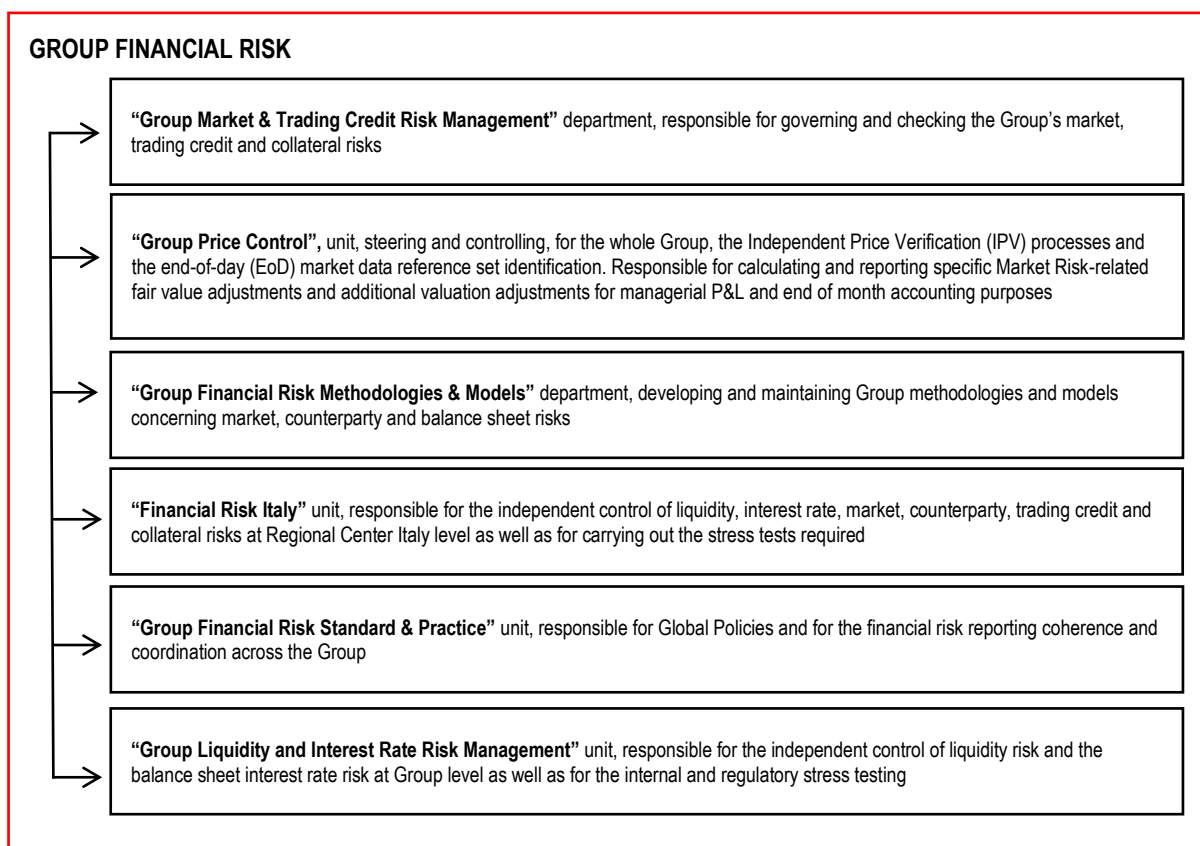 GROUP FINANCIAL RISK
“Group Market & Trading Credit Risk Management” department, responsible for governing and checking the Group’s market,
trading credit and collateral risks
“Group Price Control”, unit, steering and controlling, for the whole Group, the Independent Price Verification (IPV) processes and
the end-of-day (EoD) market data reference set identification. Responsible for calculating and reporting specific Market Risk-related
fair value adjustments and additional valuation adjustments for managerial P&L and end of month accounting purposes
“Group Financial Risk Methodologies & Models” department, developing and maintaining Group methodologies and models
concerning market, counterparty and balance sheet risks
“Financial Risk Italy” unit, responsible for the independent control of liquidity, interest rate, market, counterparty, trading credit and
collateral risks at Regional Center Italy level as well as for carrying out the stress tests required
“Group Financial Risk Standard & Practice” unit, responsible for Global Policies and for the financial risk reporting coherence and
coordination across the Group
“Group Liquidity and Interest Rate Risk Management” unit, responsible for the independent control of liquidity risk and the
balance sheet interest rate risk at Group level as well as for the internal and regulatory stress testing